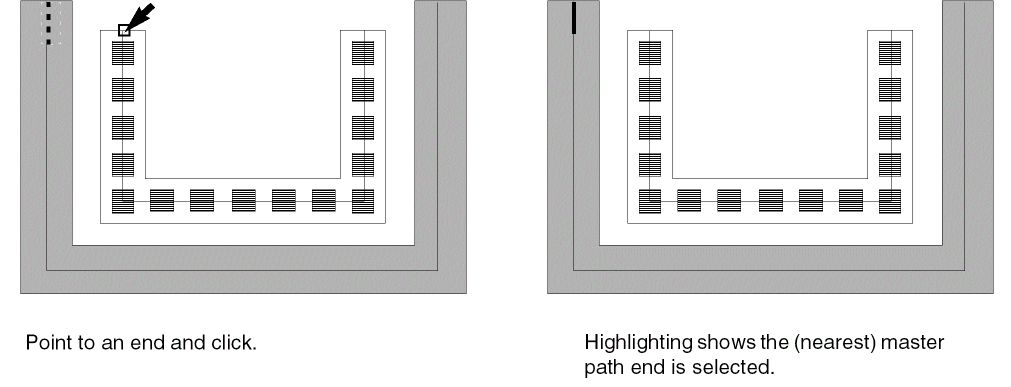 Point to an end and click.
Highlighting shows the (nearest) master
path end is selected.